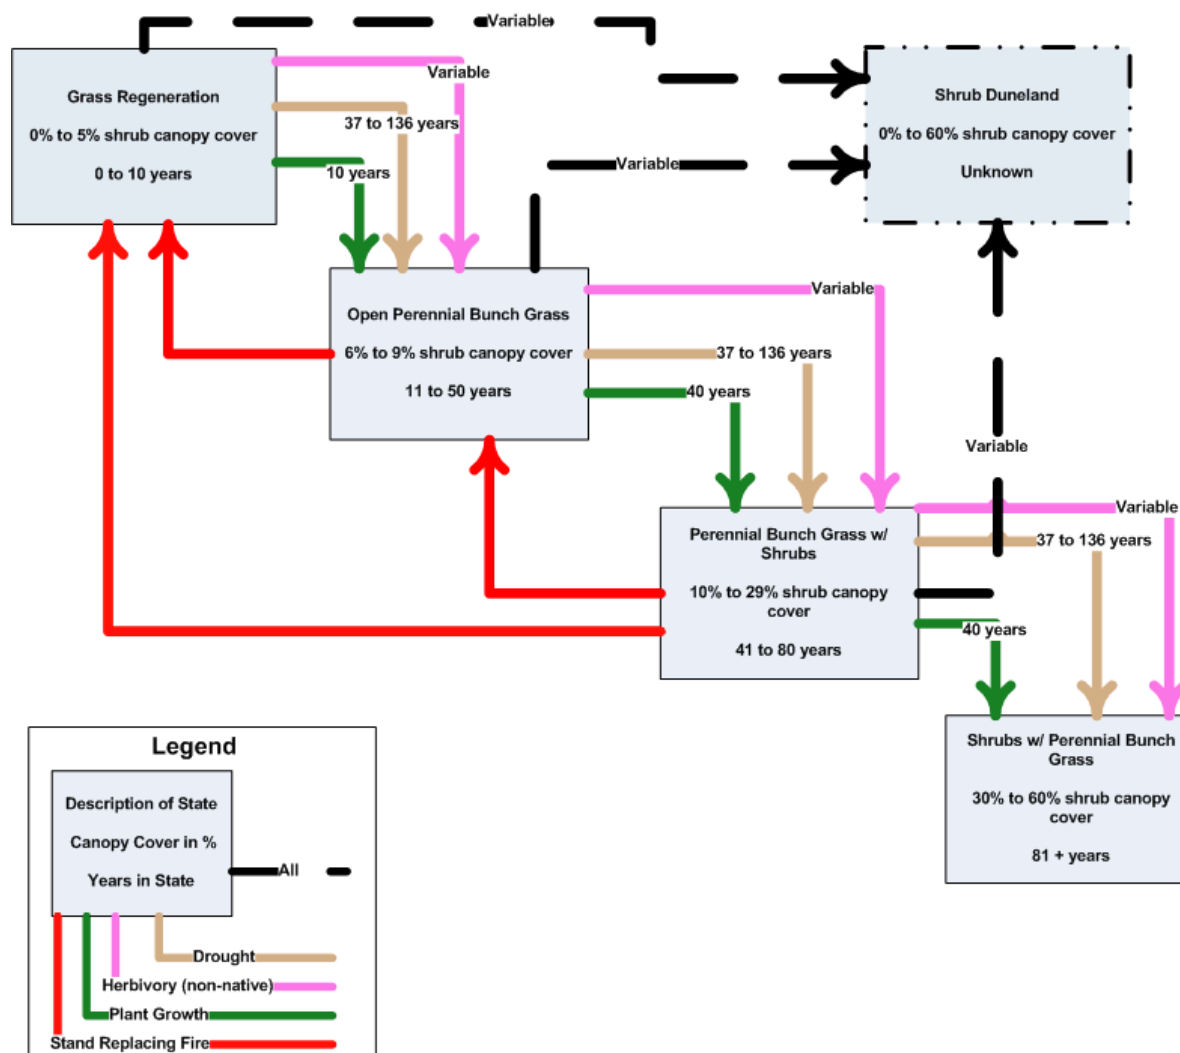 Variable
Grass Regeneration
0% to 5% shrub canopy cover
0 to 10 years
Variable
37 to 136 years
10 years
Shrub Duneland
0% to 60% shrub canopy cover
Unknown
Variable
Open Perennial Bunch Grass
6% to 9% shrub canopy cover
11 to 50 years
Variable
37 to 136 years
40 years
Variable
Perennial Bunch Grass w/
Shrubs
10% to 29% shrub canopy
cover
41 to 80 years
Variable
37 to 136 years
40 years
Shrubs w/ Perennial Bunch
Grass
30% to 60% shrub canopy
cover
81 + years
Legend
Description of State
Canopy Cover in %
Years in State
All
Drought
Herbivory (non-native)
Plant Growth
Stand Replacing Fire